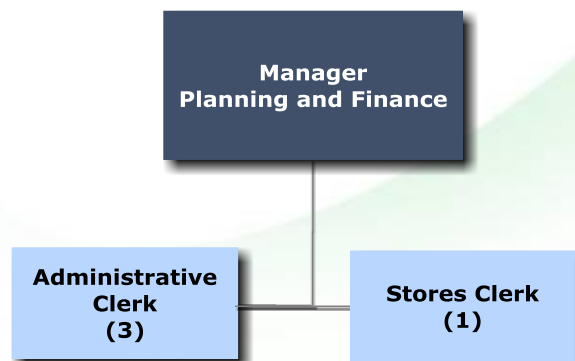 Manager
Planning and Finance
Administrative
Clerk
(3)
Stores Clerk
(1)